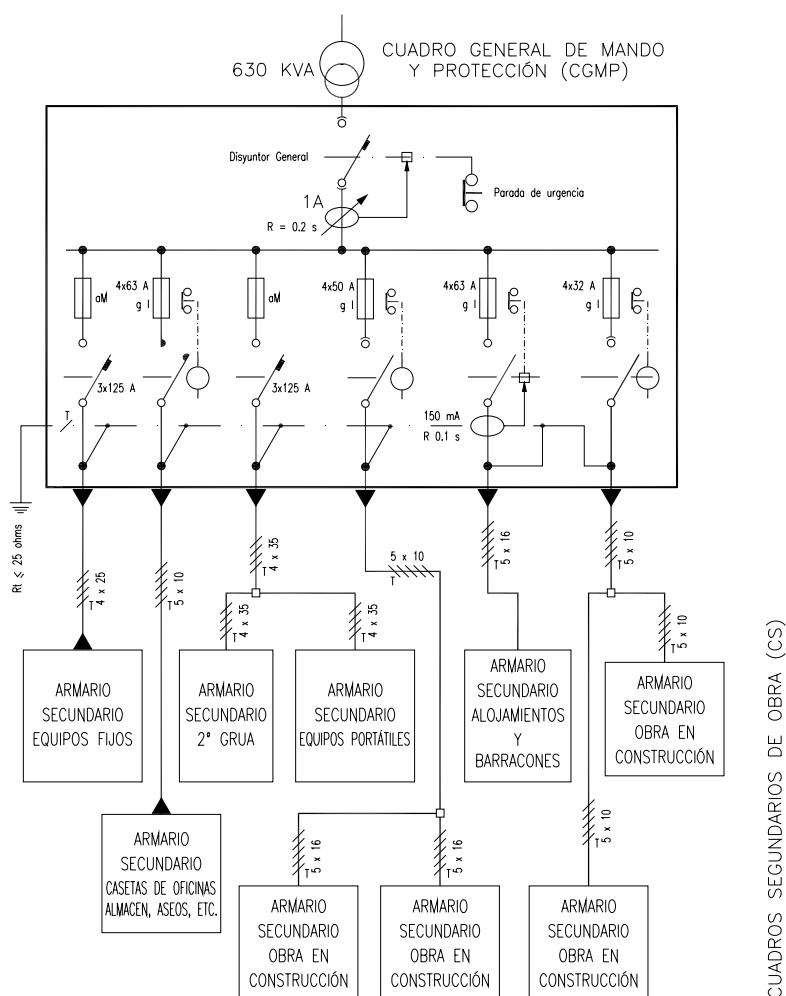 630 KVA
CUADRO GENERAL DE MANDO
Y PROTECCIÓN (CGMP)
Disyuntor General
Parada de urgencia
1A
R = 0.2 s
aM
4x63 A
g I
aM
4x50 A
g I
4x63 A
g I
4x32 A
g I
3x125 A
3x125 A
T
150 mA
R 0.1 s
Rt ≤ 25 ohms
T 4 x 25
T 5 x 10
T 4 x 35
5 x 10
T
T 5 x 16
T 5 x 10
T 4 x 35
T 4 x 35
T 5 x 10
ARMARIO
SECUNDARIO
EQUIPOS FIJOS
ARMARIO
SECUNDARIO
2° GRUA
ARMARIO
SECUNDARIO
EQUIPOS PORTÁTILES
ARMARIO
SECUNDARIO
ALOJAMIENTOS
Y
BARRACONES
ARMARIO
SECUNDARIO
OBRA EN
CONSTRUCCIÓN
ARMARIO
SECUNDARIO
CASETAS DE OFICINAS
ALMACEN, ASEOS, ETC.
T 5 x 16
T 5 x 16
T 5 x 10
ARMARIO
SECUNDARIO
OBRA EN
CONSTRUCCIÓN
ARMARIO
SECUNDARIO
OBRA EN
CONSTRUCCIÓN
ARMARIO
SECUNDARIO
OBRA EN
CONSTRUCCIÓN
CUADROS SEGUNDARIOS DE OBRA (CS)